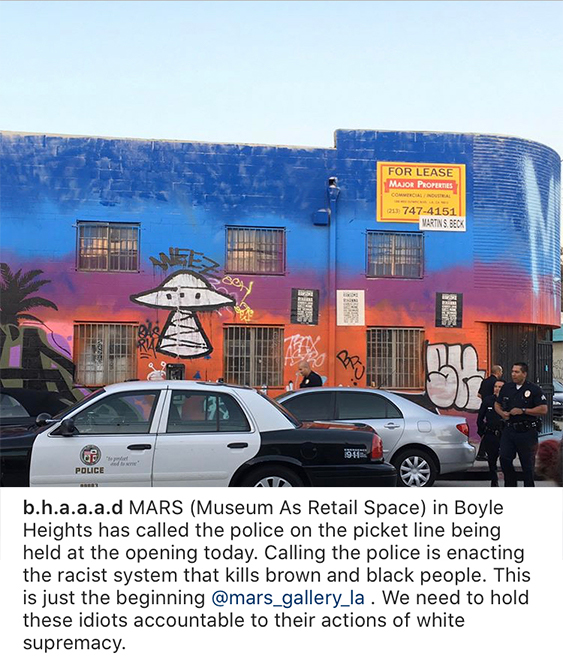 FOR LEASE
MAJOR PROPERTIES
COMMERCIAL / INDUSTRIAL
(213) 747-4151
MARTIN S. BECK
POLICE
"to protect
and to serve"
911
b.h.a.a.a.d MARS (Museum As Retail Space) in Boyle
Heights has called the police on the picket line being
held at the opening today. Calling the police is enacting
the racist system that kills brown and black people. This
is just the beginning @mars_gallery_la . We need to hold
these idiots accountable to their actions of white
supremacy.